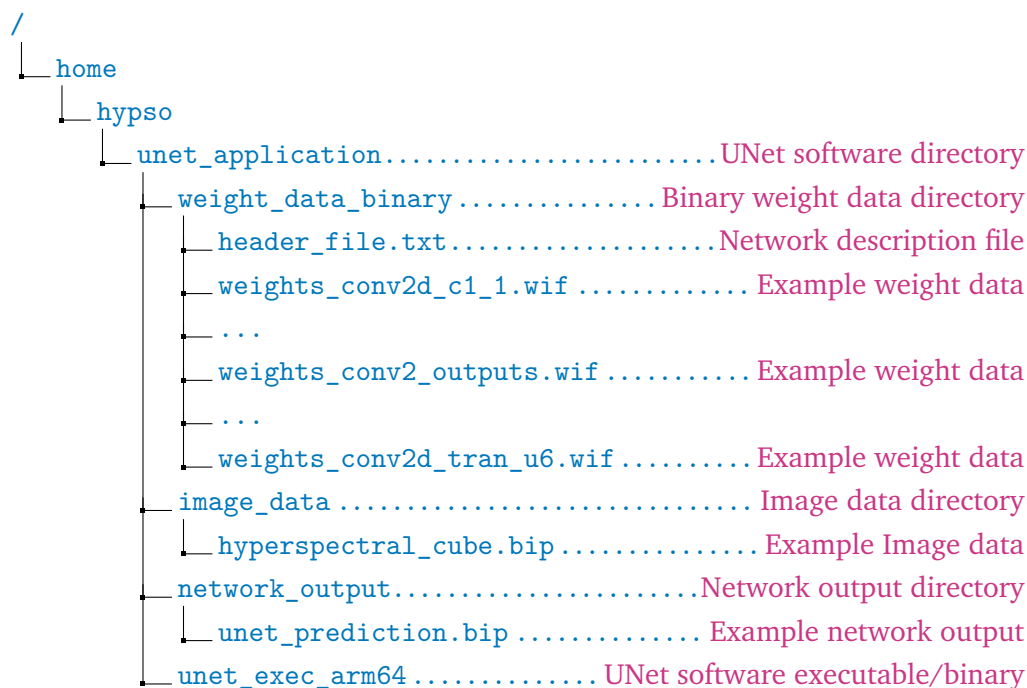 /
home
hypso
unet_application.........................UNet software directory
weight_data_binary ............... Binary weight data directory
header_file.txt....................Network description file
weights_conv2d_c1_1.wif ............. Example weight data
...
weights_conv2_outputs.wif ........... Example weight data
...
weights_conv2d_tran_u6.wif .......... Example weight data
image_data ............................... Image data directory
hyperspectral_cube.bip ............... Example Image data
network_output.......................Network output directory
unet_prediction.bip .............. Example network output
unet_exec_arm64 .............. UNet software executable/binary